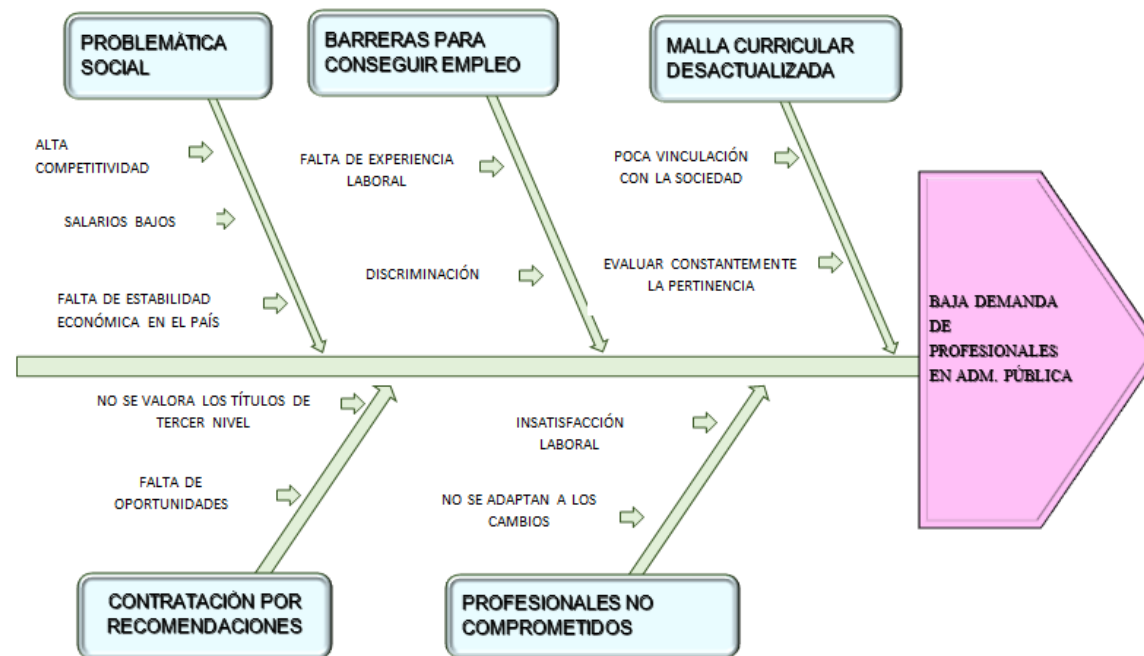 PROBLEMÀTICA
SOCIAL
BARRERAS PARA
CONSEGUIR EMPLEO
MALLA CURRICULAR
DESACTUALIZADA
ALTA
COMPETITIVIDAD
SALARIOS BAJOS
FALTA DE ESTABILIDAD
ECONÓMICA EN EL PAÍS
FALTA DE EXPERIENCIA
LABORAL
DISCRIMINACIÓN
POCA VINCULACIÓN
CON LA SOCIEDAD
EVALUAR CONSTANTEMENTE
LA PERTINENCIA
BAJA DEMANDA
DE
PROFESIONALES
EN ADM. PÚBLICA
NO SE VALORA LOS TÍTULOS DE
TERCER NIVEL
FALTA DE
OPORTUNIDADES
INSATISFACCIÓN
LABORAL
NO SE ADAPTAN A LOS
CAMBIOS
CONTRATACIÒN POR
RECOMENDACIONES
PROFESIONALES NO
COMPROMETIDOS